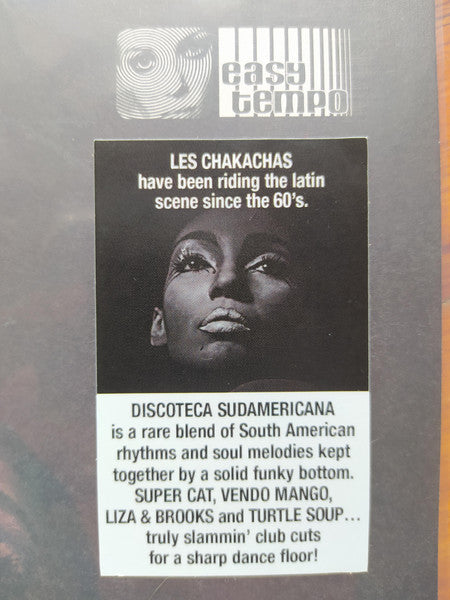 easy
tempo
LES CHAKACHAS
have been riding the latin
scene since the 60's.
DISCOTECA SUDAMERICANA
is a rare blend of South American
rhythms and soul melodies kept
together by a solid funky bottom.
SUPER CAT, VENDO MANGO,
LIZA & BROOKS and TURTLE SOUP...
truly slammin' club cuts
for a sharp dance floor!